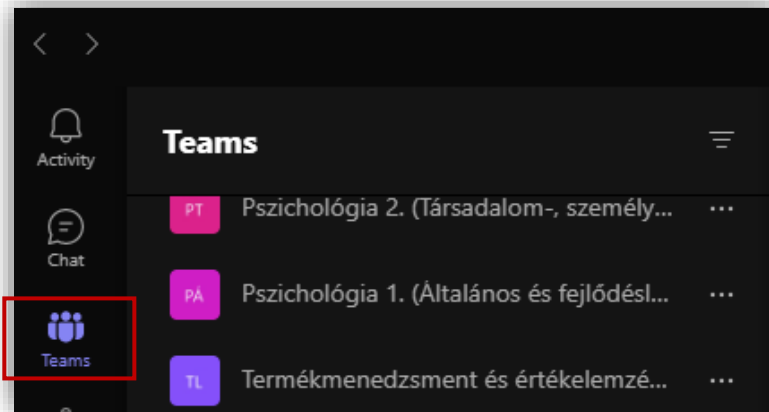 Activity
Teams
PT Pszichológia 2. (Társadalom-, személy... ...
Chat
PÁ Pszichológia 1. (Általános és fejlődésl... ...
Teams
TL Termékmenedzsment és értékelemzé... ...